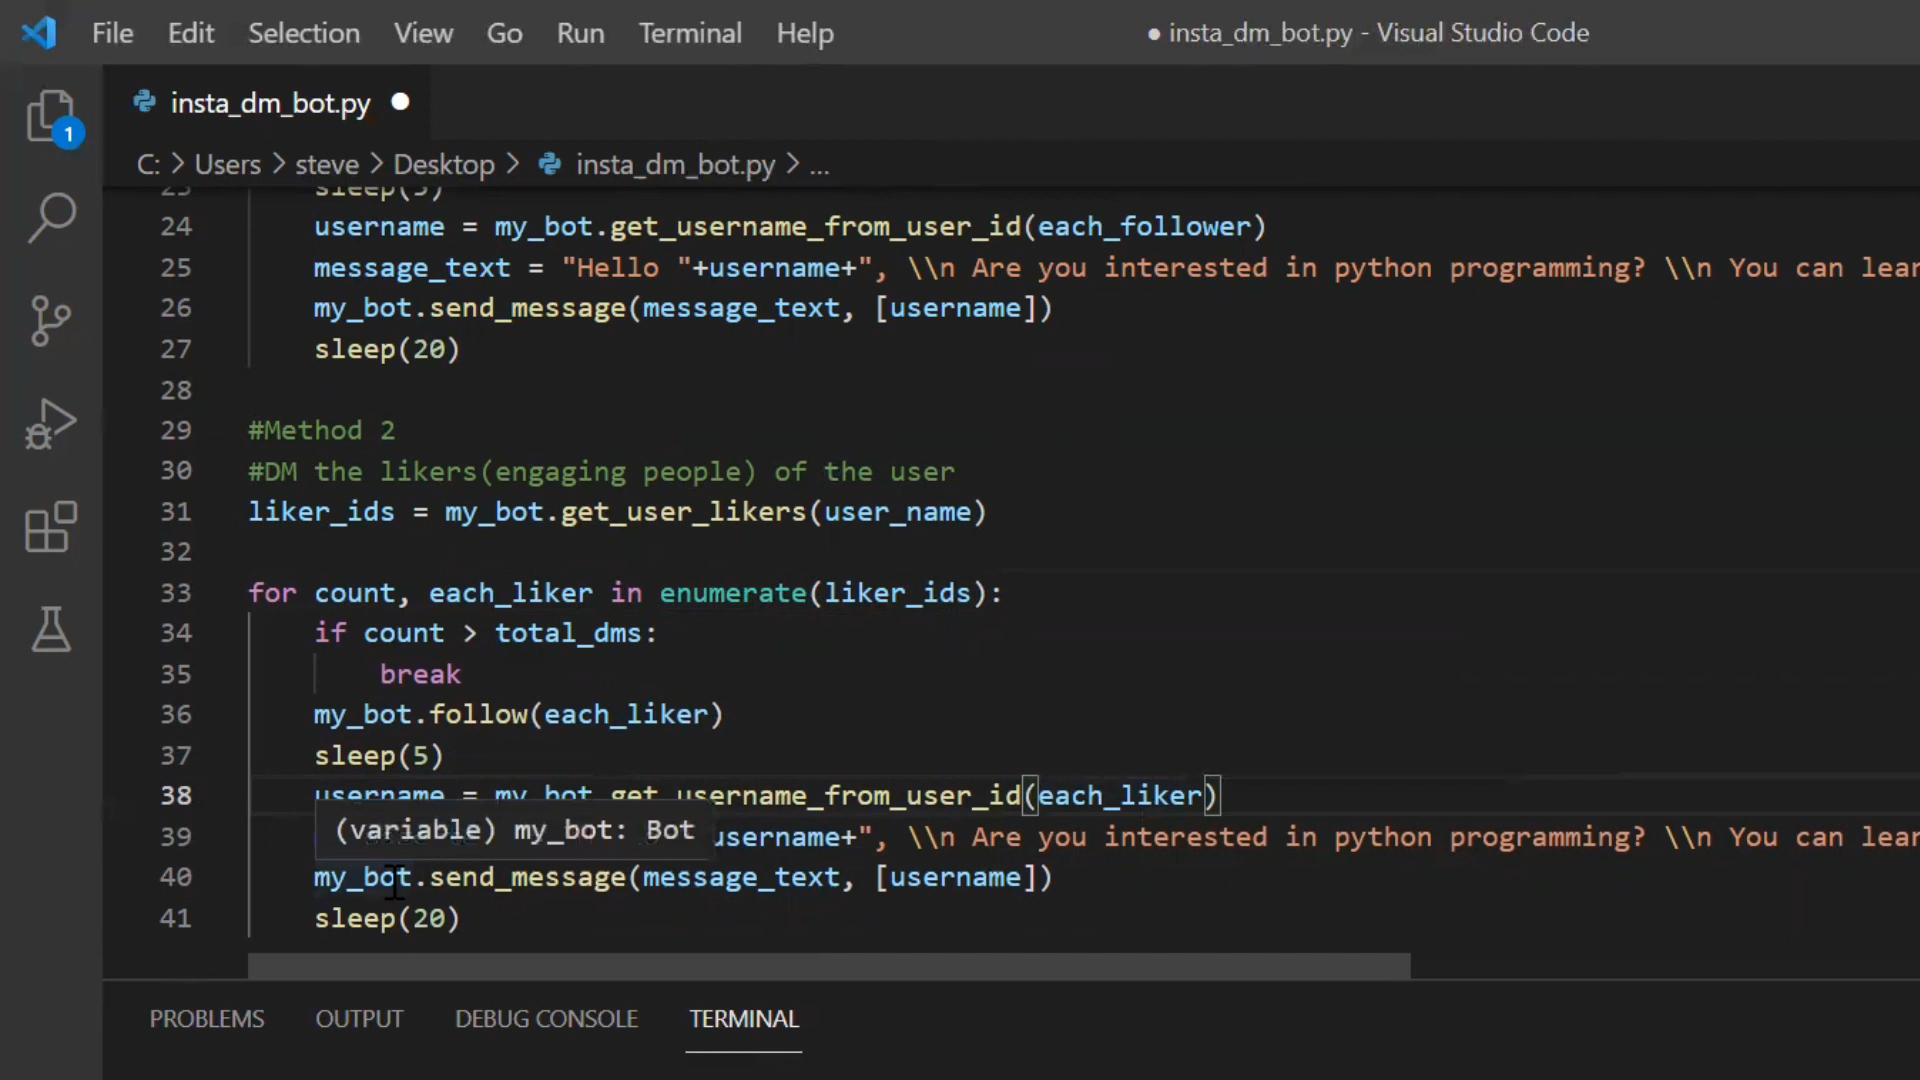 File Edit Selection View Go Run Terminal Help ● insta_dm_bot.py - Visual Studio Code
insta_dm_bot.py ●
1
C: > Users > steve > Desktop > insta_dm_bot.py > ...
23 sleep(5)
24 username = my_bot.get_username_from_user_id(each_follower)
25 message_text = "Hello "+username+", \\n Are you interested in python programming? \\n You can lear
26 my_bot.send_message(message_text, [username])
27 sleep(20)
28
29 #Method 2
30 #DM the likers(engaging people) of the user
31 liker_ids = my_bot.get_user_likers(user_name)
32
33 for count, each_liker in enumerate(liker_ids):
34 if count > total_dms:
35 break
36 my_bot.follow(each_liker)
37 sleep(5)
38 username = my_bot.get_username_from_user_id(each_liker)
(variable) my_bot: Bot
39 username+", \\n Are you interested in python programming? \\n You can lear
40 my_bot.send_message(message_text, [username])
41 sleep(20)
PROBLEMS OUTPUT DEBUG CONSOLE TERMINAL